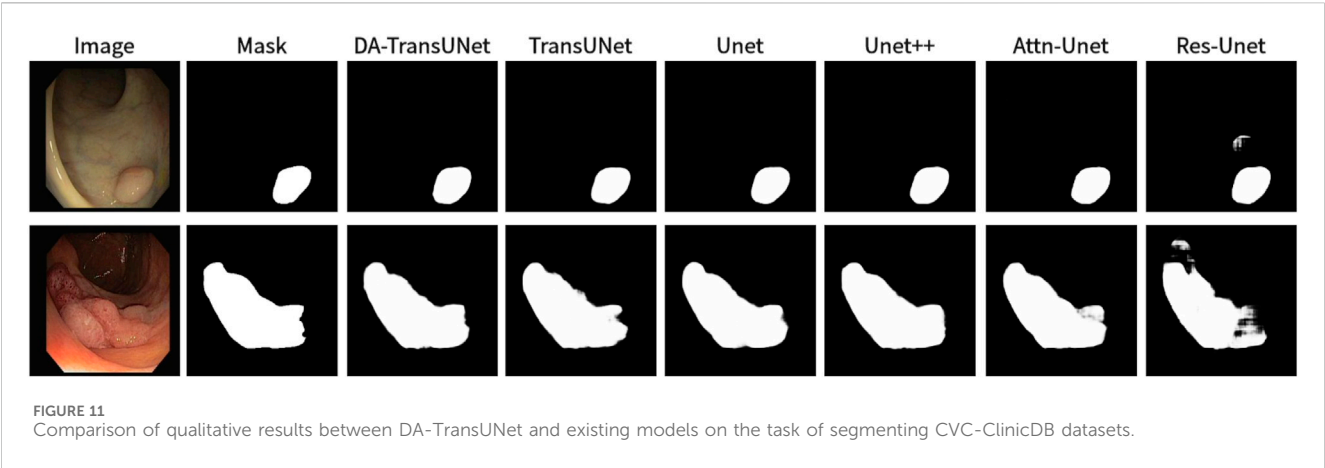 Image Mask DA-TransUNet TransUNet Unet Unet++ Attn-Unet Res-Unet
FIGURE 11
Comparison of qualitative results between DA-TransUNet and existing models on the task of segmenting CVC-ClinicDB datasets.